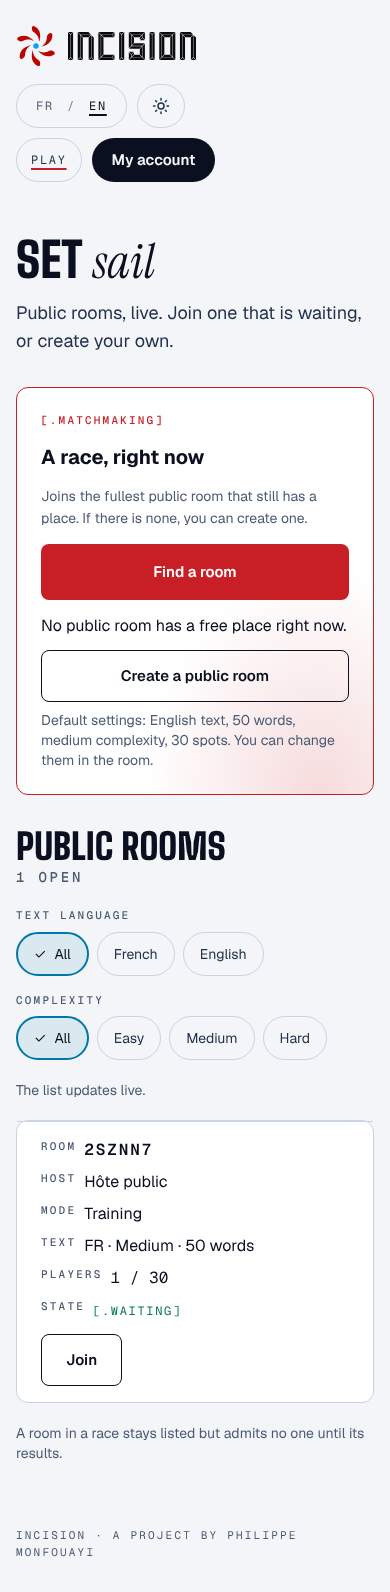 INCISION
FR / EN
PLAY
My account
SET sail
Public rooms, live. Join one that is waiting,
or create your own.
[.MATCHMAKING]
A race, right now
Joins the fullest public room that still has a
place. If there is none, you can create one.
Find a room
No public room has a free place right now.
Create a public room
Default settings: English text, 50 words,
medium complexity, 30 spots. You can change
them in the room.
PUBLIC ROOMS
1 OPEN
TEXT LANGUAGE
✓ All
French
English
COMPLEXITY
✓ All
Easy
Medium
Hard
The list updates live.
ROOM 2SZNN7
HOST Hôte public
MODE Training
TEXT FR · Medium · 50 words
PLAYERS 1 / 30
STATE [.WAITING]
Join
A room in a race stays listed but admits no one until its
results.
INCISION · A PROJECT BY PHILIPPE
MONFOUAYI